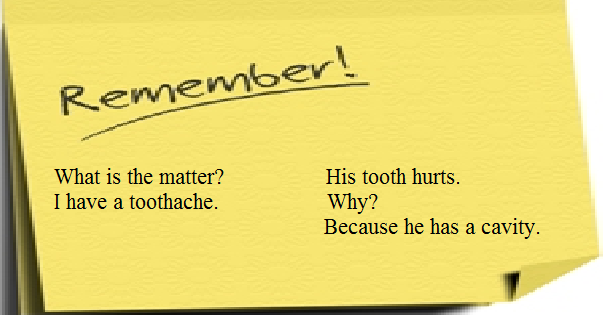 Remember!
What is the matter?
I have a toothache.
His tooth hurts.
Why?
Because he has a cavity.